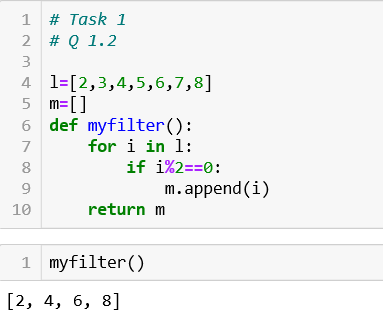 1 # Task 1
2 # Q 1.2
3
4 l=[2,3,4,5,6,7,8]
5 m=[]
6 def myfilter():
7     for i in l:
8         if i%2==0:
9             m.append(i)
10     return m
1 myfilter()
[2, 4, 6, 8]